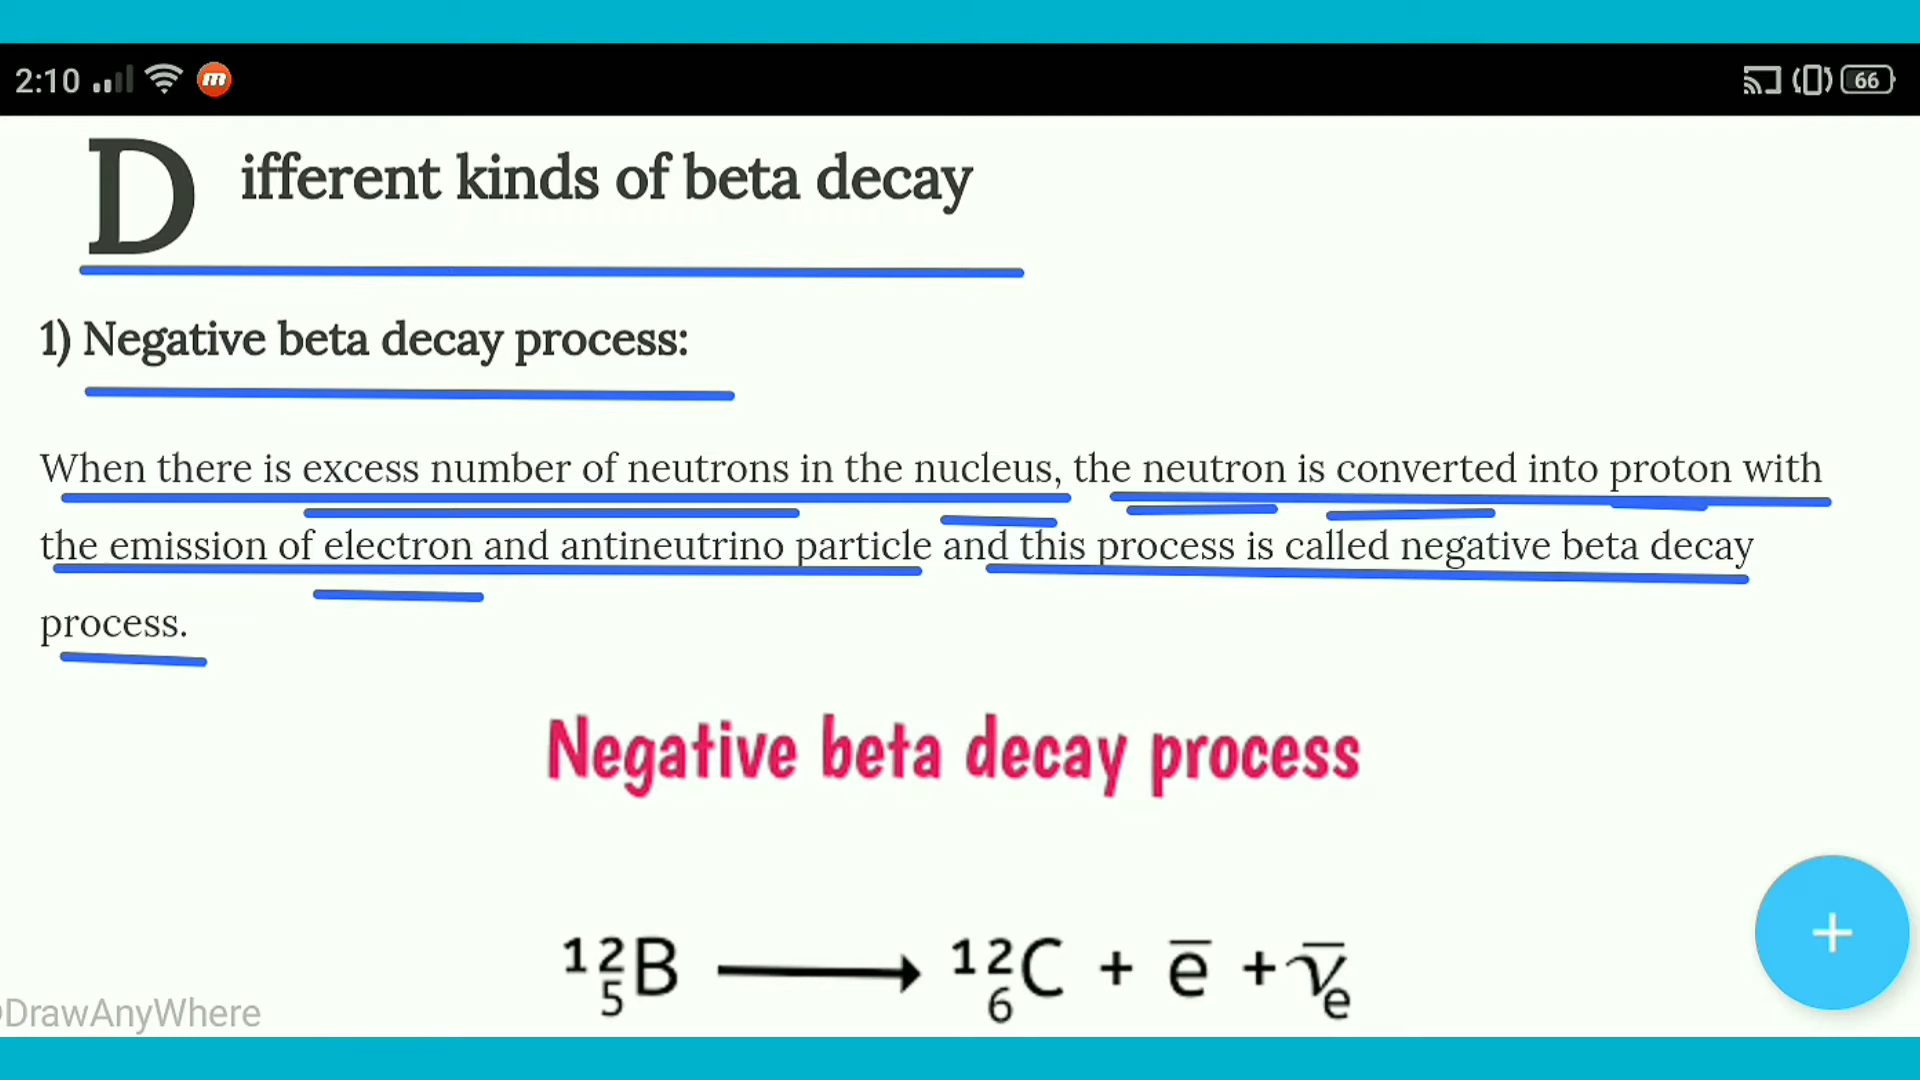 2:10 m 66
Different kinds of beta decay
1) Negative beta decay process:
When there is excess number of neutrons in the nucleus, the neutron is converted into proton with
the emission of electron and antineutrino particle and this process is called negative beta decay
process.
Negative beta decay process
¹²₅B ⟶ ¹²₆C + e̅ + ν̅ₑ
DrawAnyWhere